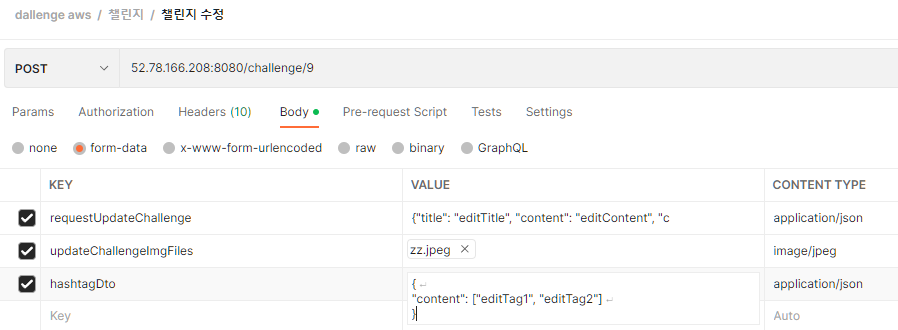 dallenge aws / 챌린지 / 챌린지 수정
POST 52.78.166.208:8080/challenge/9
Params Authorization Headers (10) Body Pre-request Script Tests Settings
none form-data x-www-form-urlencoded raw binary GraphQL
KEY VALUE CONTENT TYPE
requestUpdateChallenge {"title": "editTitle", "content": "editContent", "c application/json
updateChallengeImgFiles zz.jpeg image/jpeg
hashtagDto { application/json
"content": ["editTag1", "editTag2"]
}
Key Auto